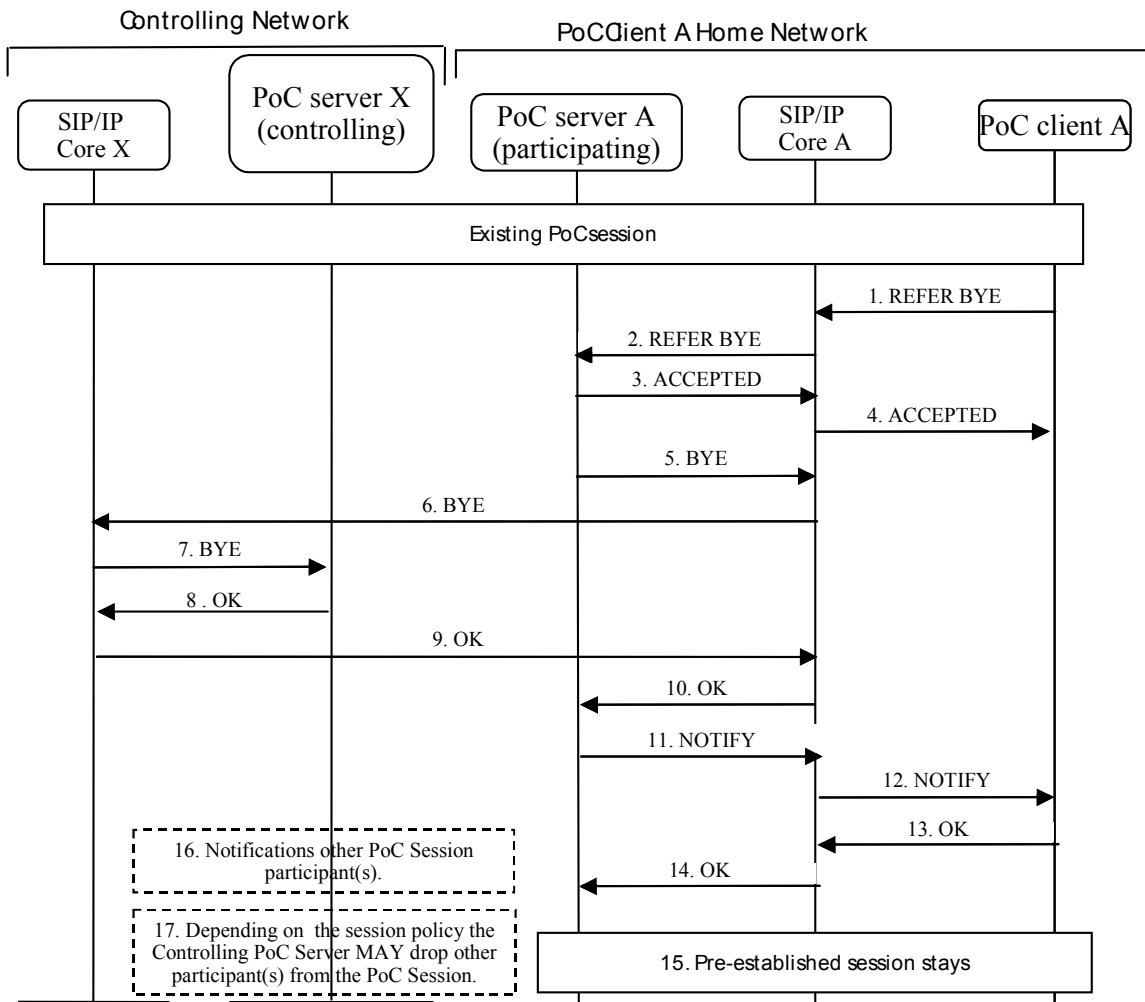 Controlling Network
PoC Client A Home Network
SIP/IP
Core X
PoC server X
(controlling)
PoC server A
(participating)
SIP/IP
Core A
PoC client A
Existing PoC session
1. REFER BYE
2. REFER BYE
3. ACCEPTED
4. ACCEPTED
5. BYE
6. BYE
7. BYE
8 . OK
9. OK
10. OK
11. NOTIFY
12. NOTIFY
13. OK
14. OK
16. Notifications other PoC Session
participant(s).
17. Depending on the session policy the
Controlling PoC Server MAY drop other
participant(s) from the PoC Session.
15. Pre-established session stays